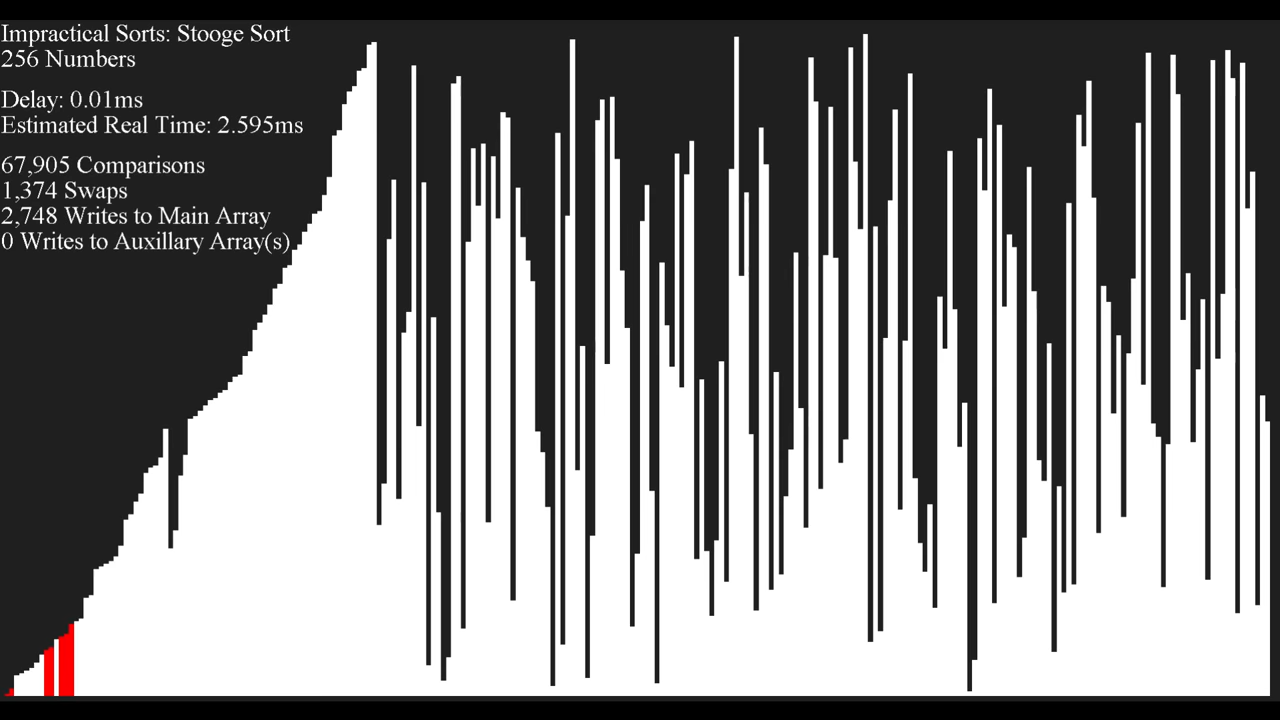 Impractical Sorts: Stooge Sort
256 Numbers
Delay: 0.01ms
Estimated Real Time: 2.595ms
67,905 Comparisons
1,374 Swaps
2,748 Writes to Main Array
0 Writes to Auxillary Array(s)